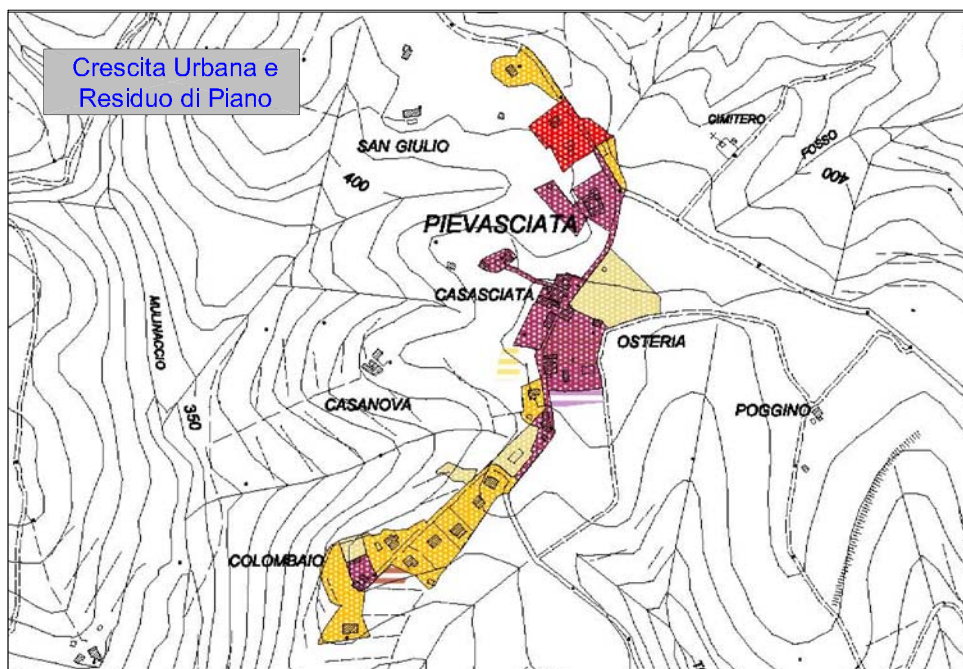 Crescita Urbana e
Residuo di Piano
CIMITERO
SAN GIULIO
FOSSO
400
400
PIEVASCIATA
CASASCIATA
MULINACCIO
OSTERIA
350
CASANOVA
POGGINO
COLOMBAIO